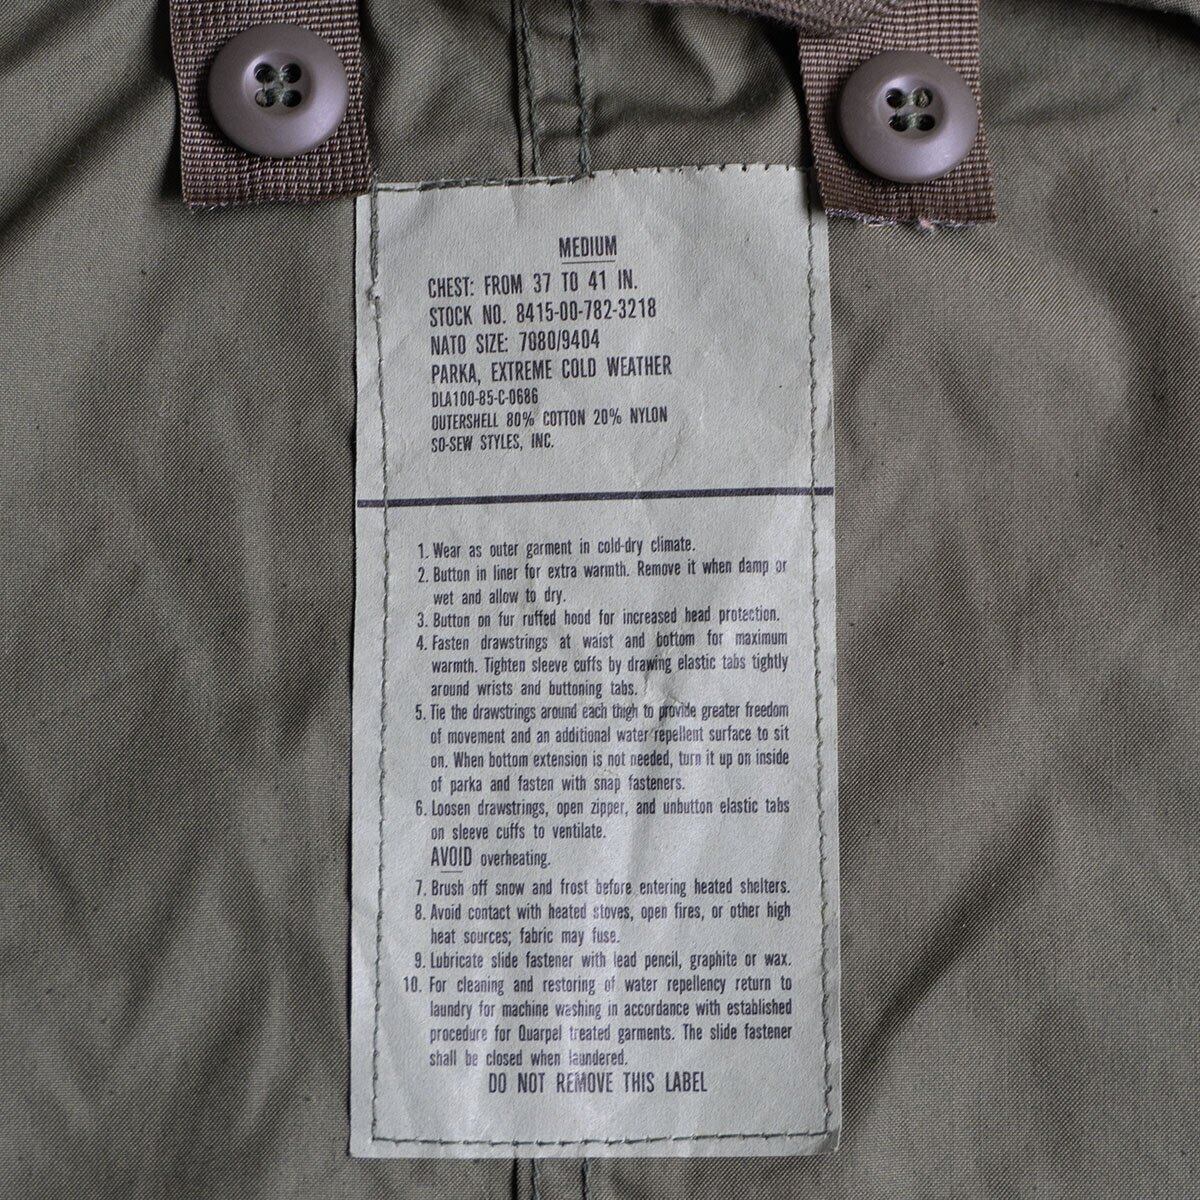 MEDIUM
CHEST: FROM 37 TO 41 IN.
STOCK NO. 8415-00-782-3218
NATO SIZE: 7080/9404
PARKA, EXTREME COLD WEATHER
DLA100-85-C-0686
OUTERSHELL 80% COTTON 20% NYLON
SO-SEW STYLES, INC.
1. Wear as outer garment in cold-dry climate.
2. Button in liner for extra warmth. Remove it when damp or
wet and allow to dry.
3. Button on fur ruffed hood for increased head protection.
4. Fasten drawstrings at waist and bottom for maximum
warmth. Tighten sleeve cuffs by drawing elastic tabs tightly
around wrists and buttoning tabs.
5. Tie the drawstrings around each thigh to provide greater freedom
of movement and an additional water repellent surface to sit
on. When bottom extension is not needed, turn it up on inside
of parka and fasten with snap fasteners.
6. Loosen drawstrings, open zipper, and unbutton elastic tabs
on sleeve cuffs to ventilate.
AVOID overheating.
7. Brush off snow and frost before entering heated shelters.
8. Avoid contact with heated stoves, open fires, or other high
heat sources; fabric may fuse.
9. Lubricate slide fastener with lead pencil, graphite or wax.
10. For cleaning and restoring of water repellency return to
laundry for machine washing in accordance with established
procedure for Quarpel treated garments. The slide fastener
shall be closed when laundered.
DO NOT REMOVE THIS LABEL